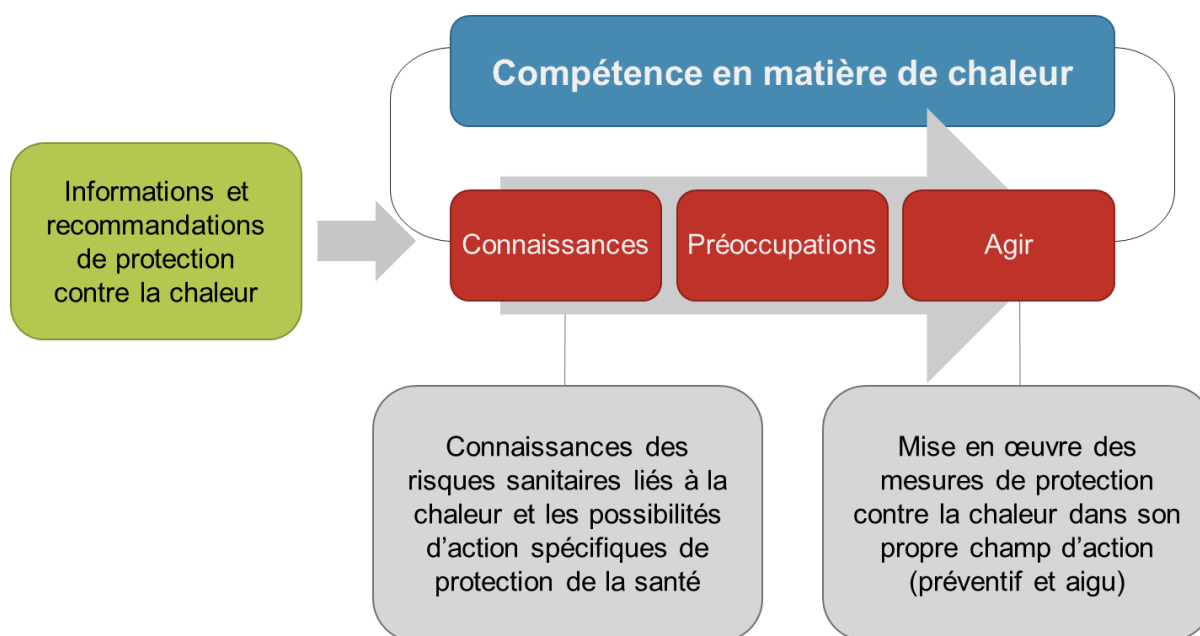 Compétence en matière de chaleur
Informations et
recommandations
de protection
contre la chaleur
Connaissances
Préoccupations
Agir
Connaissances des
risques sanitaires liés à la
chaleur et les possibilités
d’action spécifiques de
protection de la santé
Mise en œuvre des
mesures de protection
contre la chaleur dans son
propre champ d’action
(préventif et aigu)